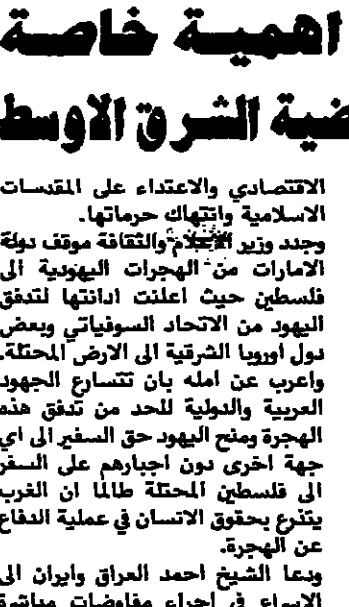 اهمية خاصة
ضية الشرق الاوسط
الاقتصادي والاعتداء على المقدسات
الاسلامية وانتهاك حرماتها.
وجدد وزير الاعلام والثقافة موقف دولة
الامارات من الهجرات اليهودية الى
فلسطين حيث اعلنت ادانتها لتدفق
اليهود من الاتحاد السوفياتي وبعض
دول اوروبا الشرقية الى الارض المحتلة.
واعرب عن امله بان تتسارع الجهود
العربية والدولية للحد من تدفق هذه
الهجرة ومنح اليهود حق السفير الى اي
جهة اخرى دون اجبارهم على السفر
الى فلسطين المحتلة طالما ان الغرب
يتذرع بحقوق الانسان في عملية الدفاع
عن الهجرة.
ودعا الشيخ احمد العراق وايران الى
الاسراع في اجراء مفاوضات مباشرة